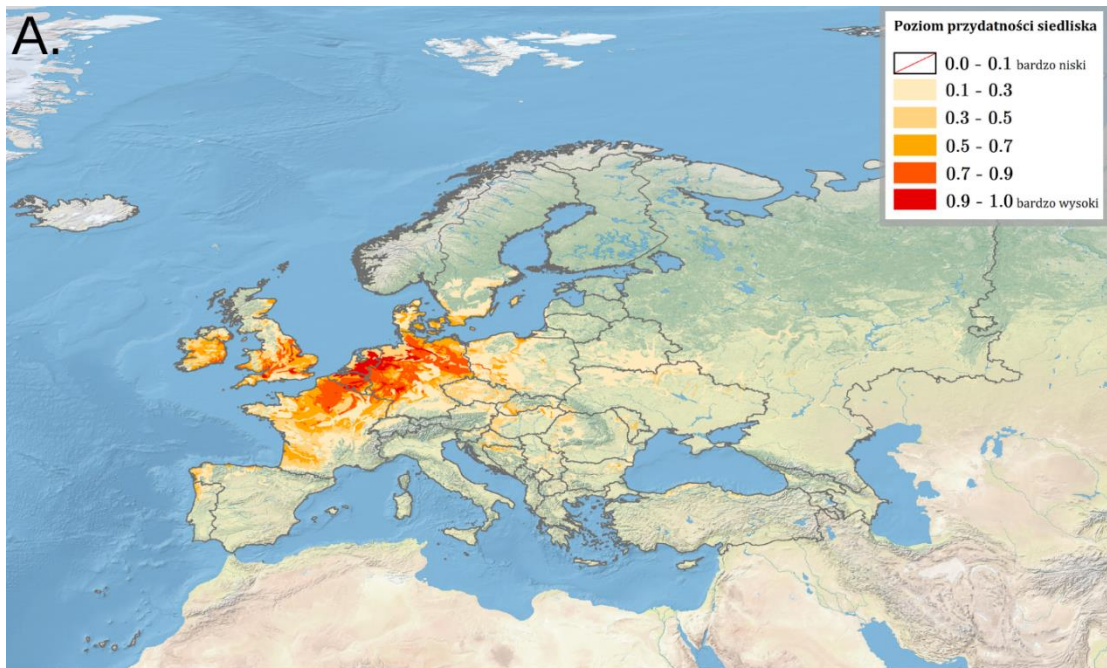 A.
Poziom przydatności siedliska
0.0 - 0.1 bardzo niski
0.1 - 0.3
0.3 - 0.5
0.5 - 0.7
0.7 - 0.9
0.9 - 1.0 bardzo wysoki